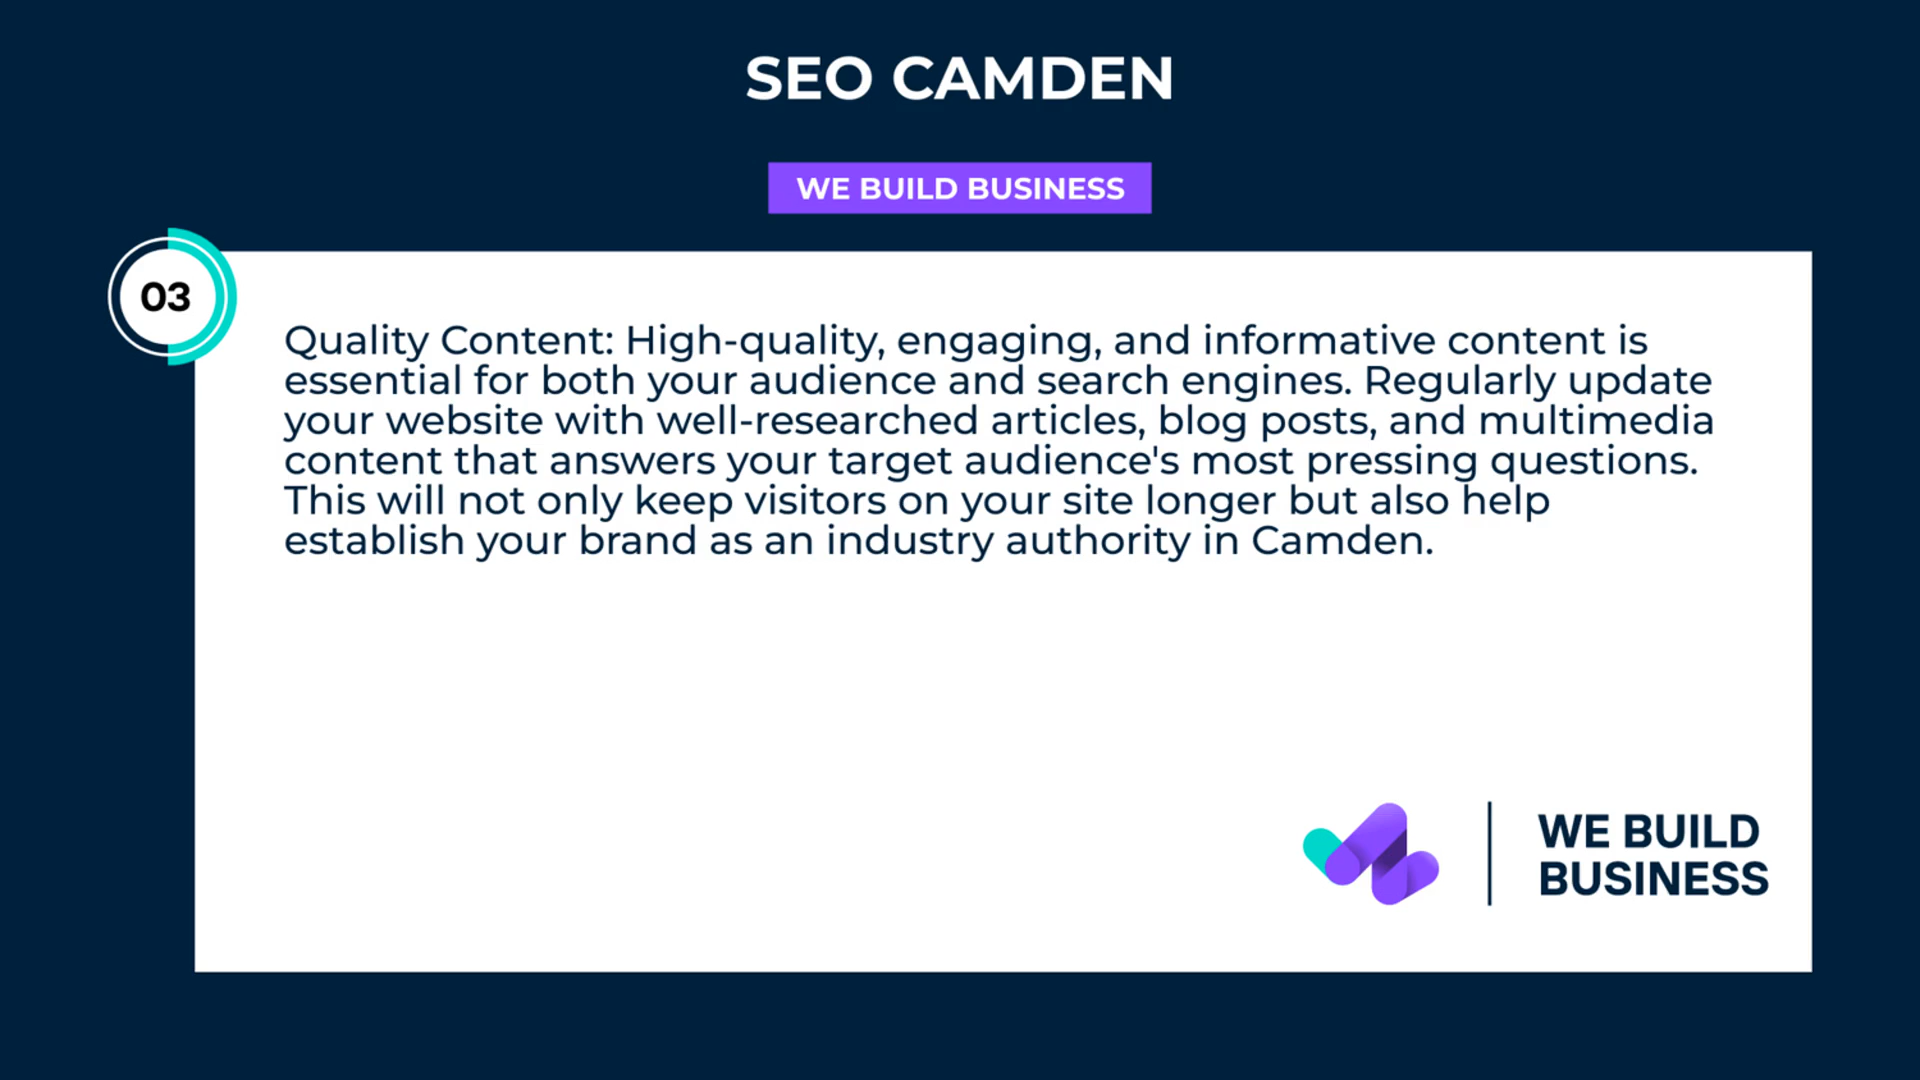 SEO CAMDEN
WE BUILD BUSINESS
03
Quality Content: High-quality, engaging, and informative content is
essential for both your audience and search engines. Regularly update
your website with well-researched articles, blog posts, and multimedia
content that answers your target audience's most pressing questions.
This will not only keep visitors on your site longer but also help
establish your brand as an industry authority in Camden.
WE BUILD
BUSINESS